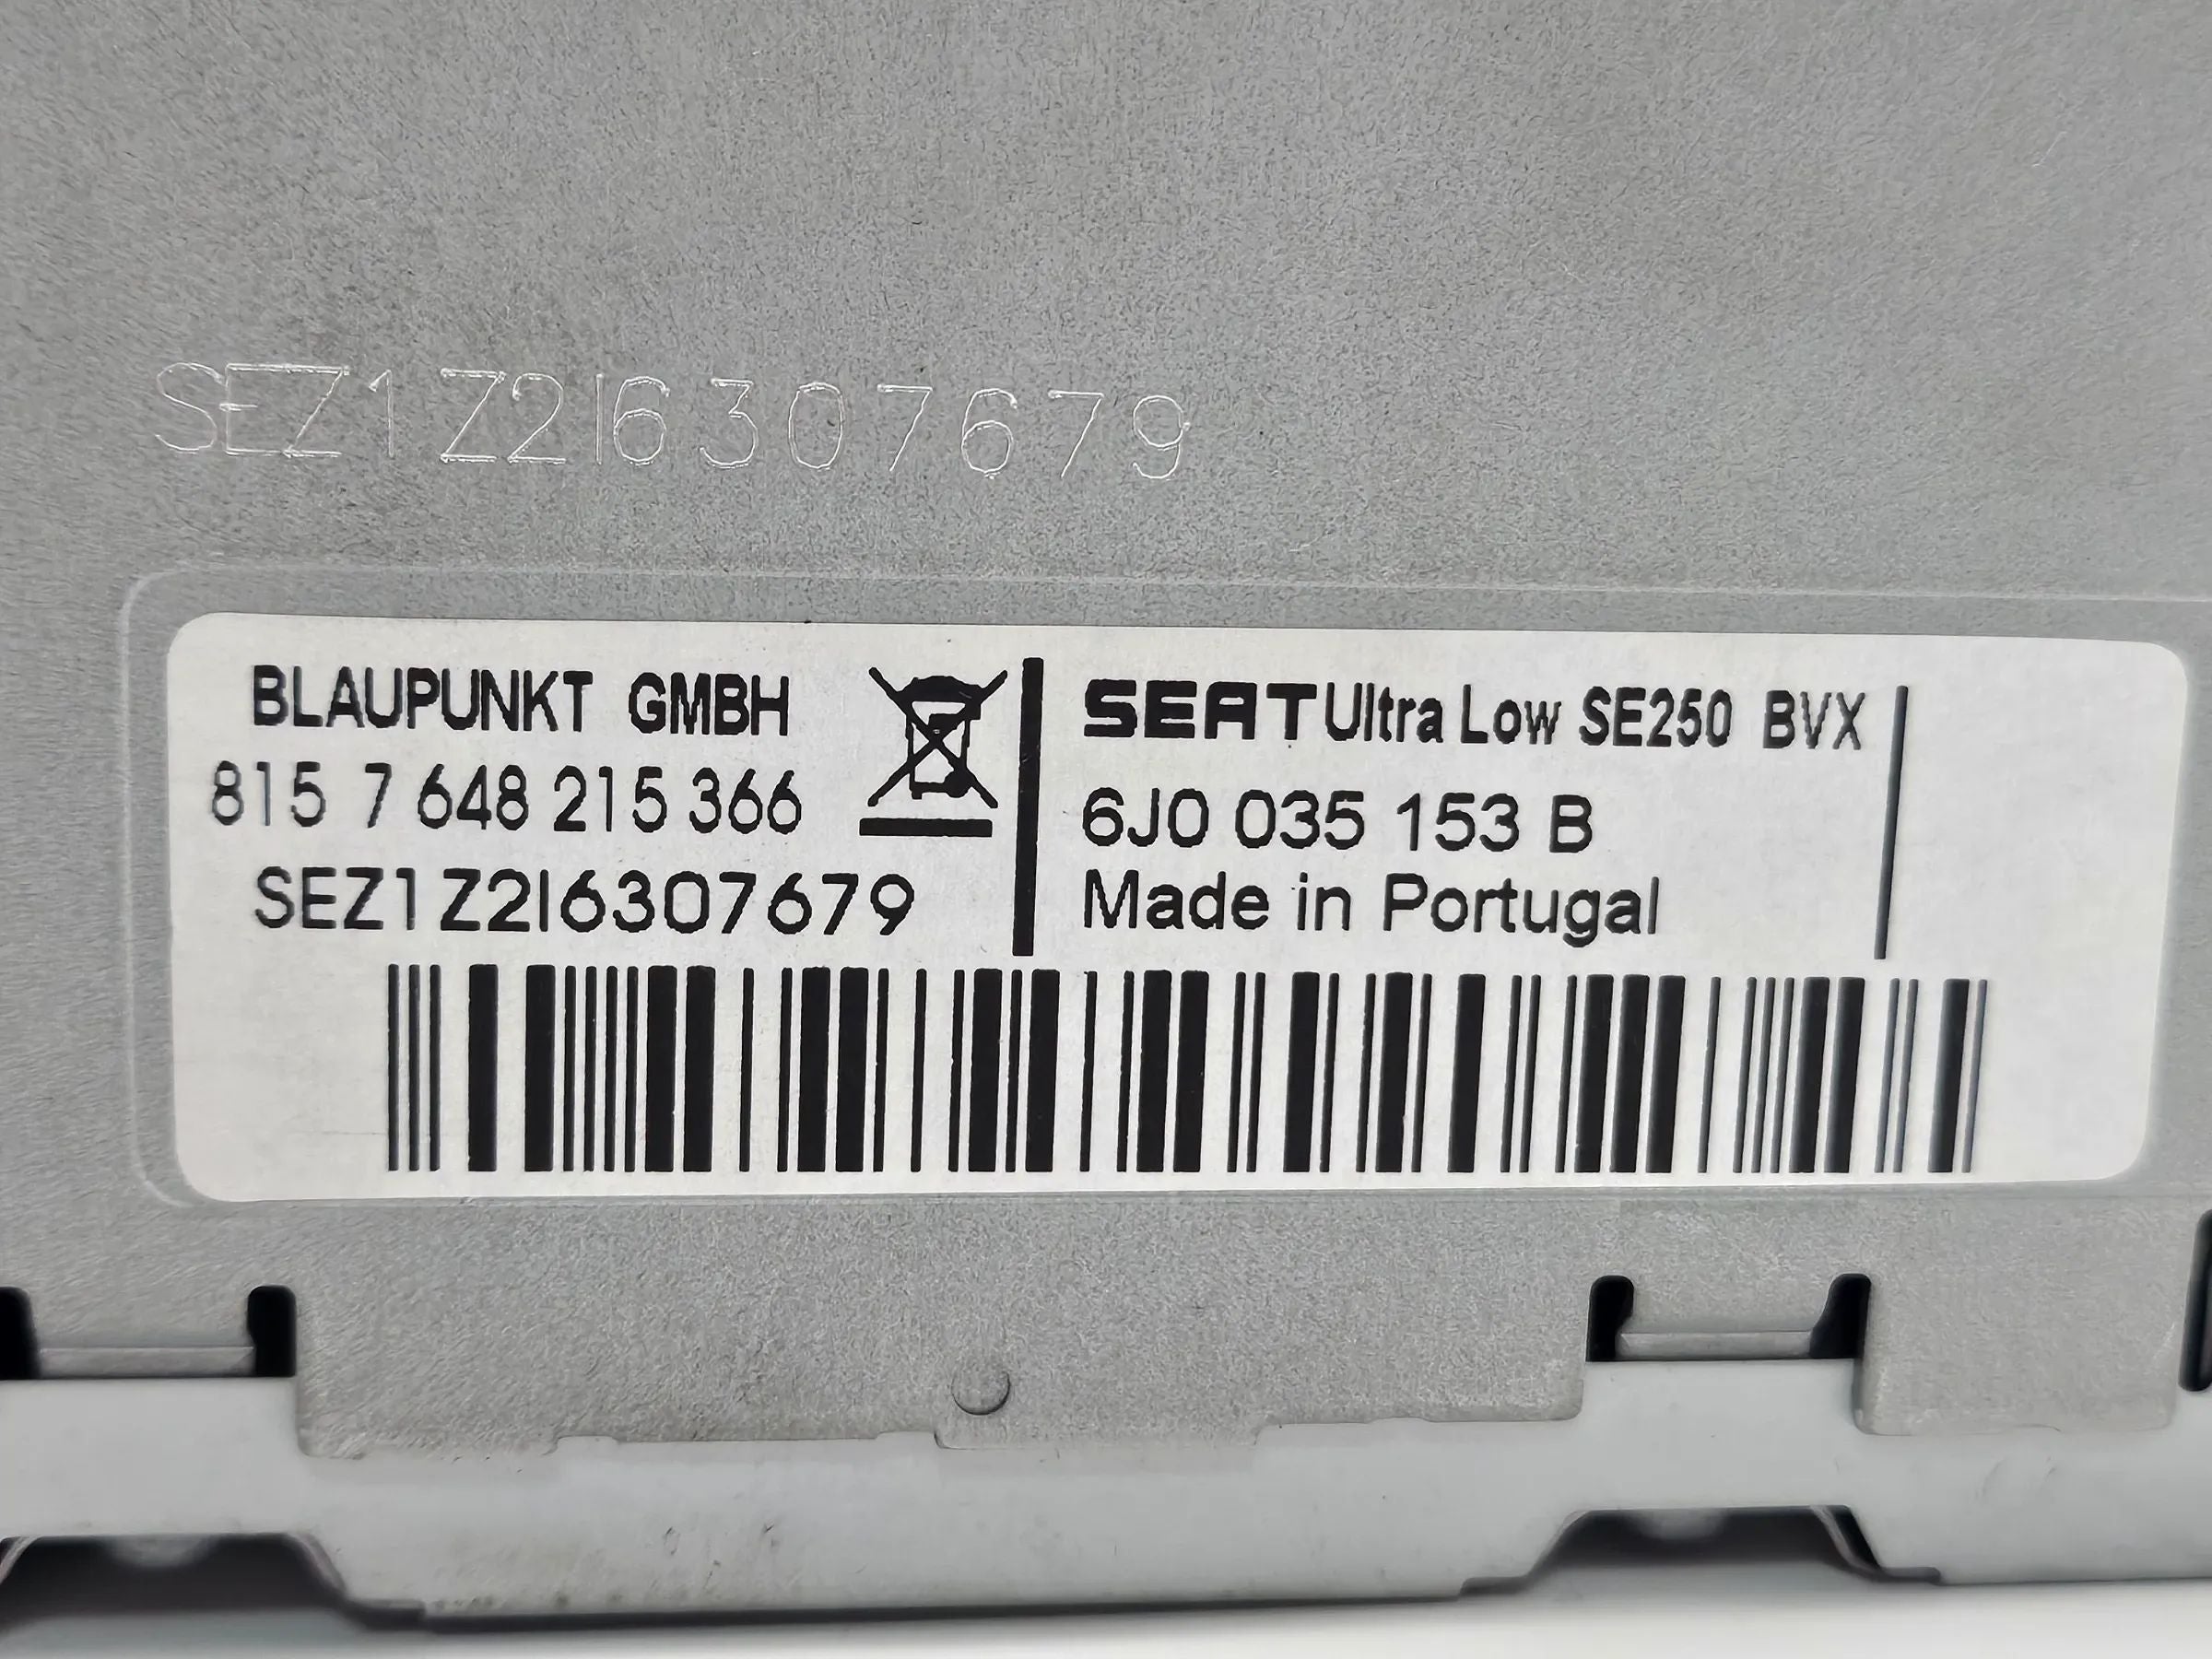 SEZ1Z2I6307679
BLAUPUNKT GMBH
815 7 648 215 366
SEZ1Z2I6307679
SEAT Ultra Low SE250 BVX
6J0 035 153 B
Made in Portugal